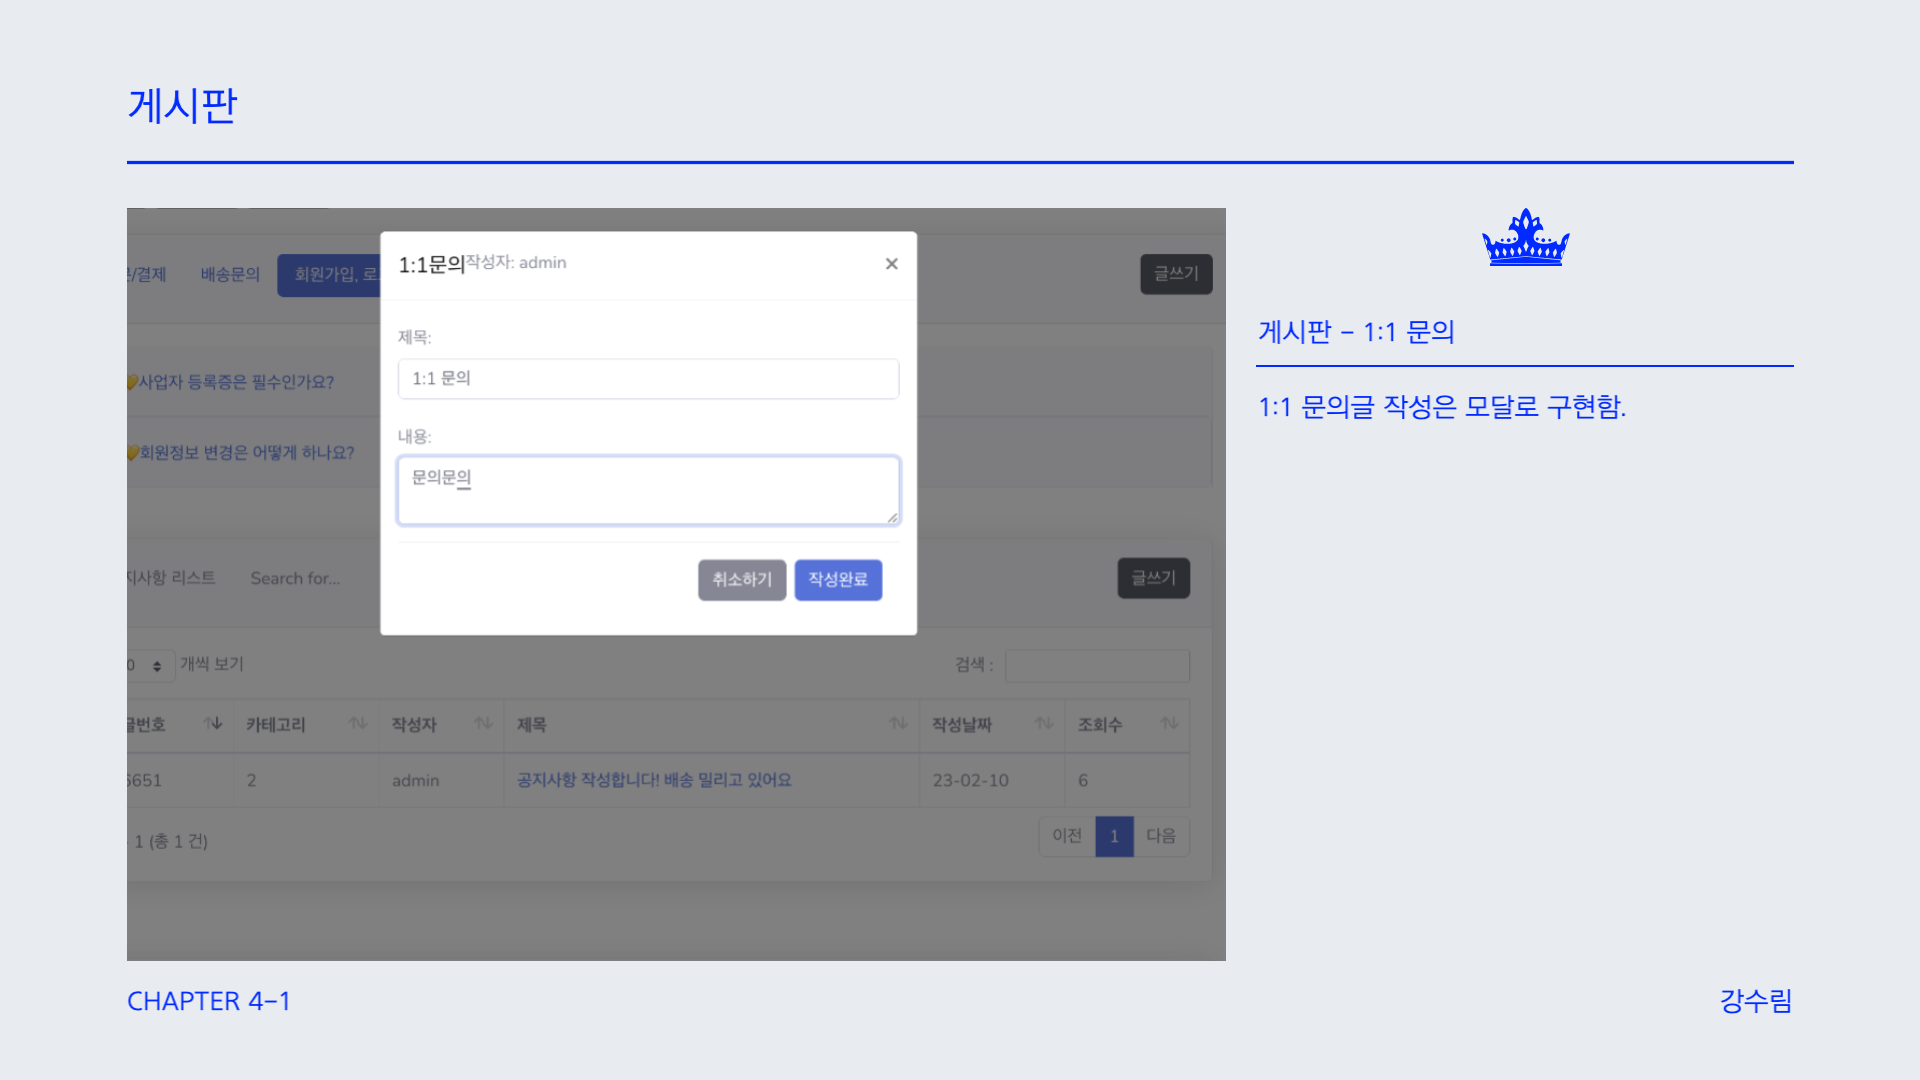 게시판
/결제 배송문의 회원가입, 로
글쓰기
1:1문의작성자: admin
×
제목:
1:1 문의
내용:
문의문의
취소하기 작성완료
💛사업자 등록증은 필수인가요?
💛회원정보 변경은 어떻게 하나요?
지사항 리스트 Search for...
글쓰기
0 개씩 보기
검색 :
글번호 카테고리 작성자 제목 작성날짜 조회수
6651 2 admin 공지사항 작성합니다! 배송 밀리고 있어요 23-02-10 6
- 1 (총 1 건)
이전 1 다음
게시판 – 1:1 문의
1:1 문의글 작성은 모달로 구현함.
CHAPTER 4–1
강수림